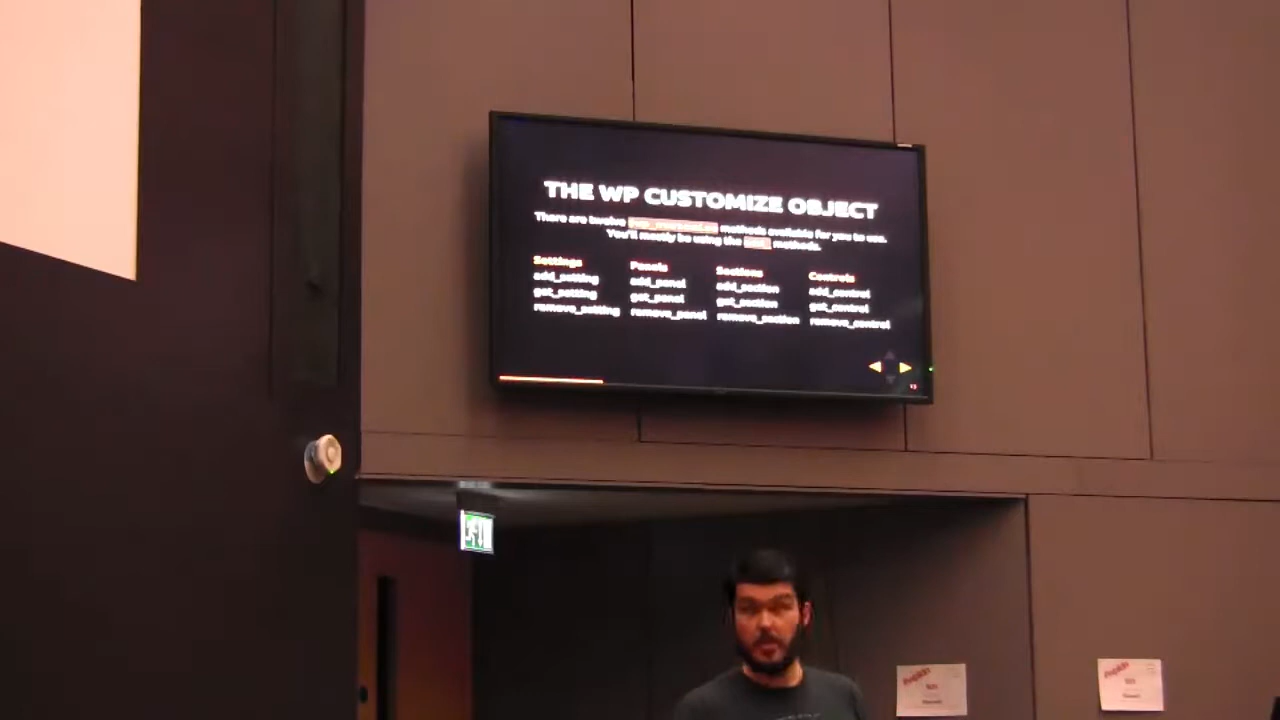 THE WP CUSTOMIZE OBJECT
There are twelve methods available for you to use.
You'll mostly be using the methods.
Settings
add_setting
get_setting
remove_setting
Panels
add_panel
get_panel
remove_panel
Sections
add_section
get_section
remove_section
Controls
add_control
get_control
remove_control